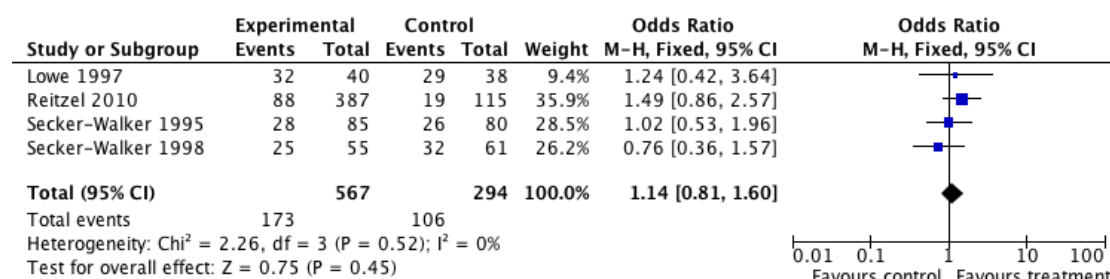 Experimental Control Odds Ratio Odds Ratio
Study or Subgroup Events Total Events Total Weight M-H, Fixed, 95% CI M-H, Fixed, 95% CI
Lowe 1997 32 40 29 38 9.4% 1.24 [0.42, 3.64]
Reitzel 2010 88 387 19 115 35.9% 1.49 [0.86, 2.57]
Secker-Walker 1995 28 85 26 80 28.5% 1.02 [0.53, 1.96]
Secker-Walker 1998 25 55 32 61 26.2% 0.76 [0.36, 1.57]
Total (95% CI) 567 294 100.0% 1.14 [0.81, 1.60]
Total events 173 106
Heterogeneity: Chi² = 2.26, df = 3 (P = 0.52); I² = 0%
Test for overall effect: Z = 0.75 (P = 0.45)
0.01 0.1 1 10 100
Favours control Favours treatment